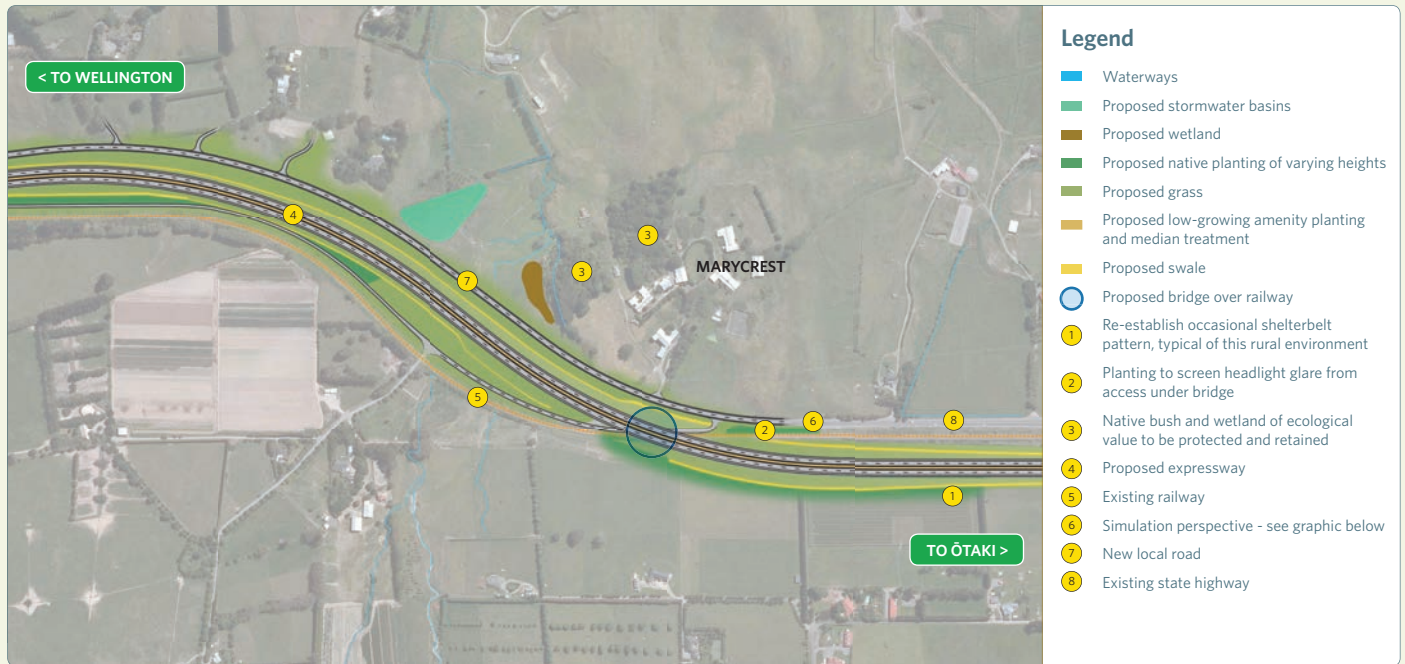 < TO WELLINGTON
4
3
3
MARYCREST
7
5
2
6
8
1
TO ŌTAKI >
Legend
Waterways
Proposed stormwater basins
Proposed wetland
Proposed native planting of varying heights
Proposed grass
Proposed low-growing amenity planting
and median treatment
Proposed swale
Proposed bridge over railway
1 Re-establish occasional shelterbelt
pattern, typical of this rural environment
2 Planting to screen headlight glare from
access under bridge
3 Native bush and wetland of ecological
value to be protected and retained
4 Proposed expressway
5 Existing railway
6 Simulation perspective - see graphic below
7 New local road
8 Existing state highway